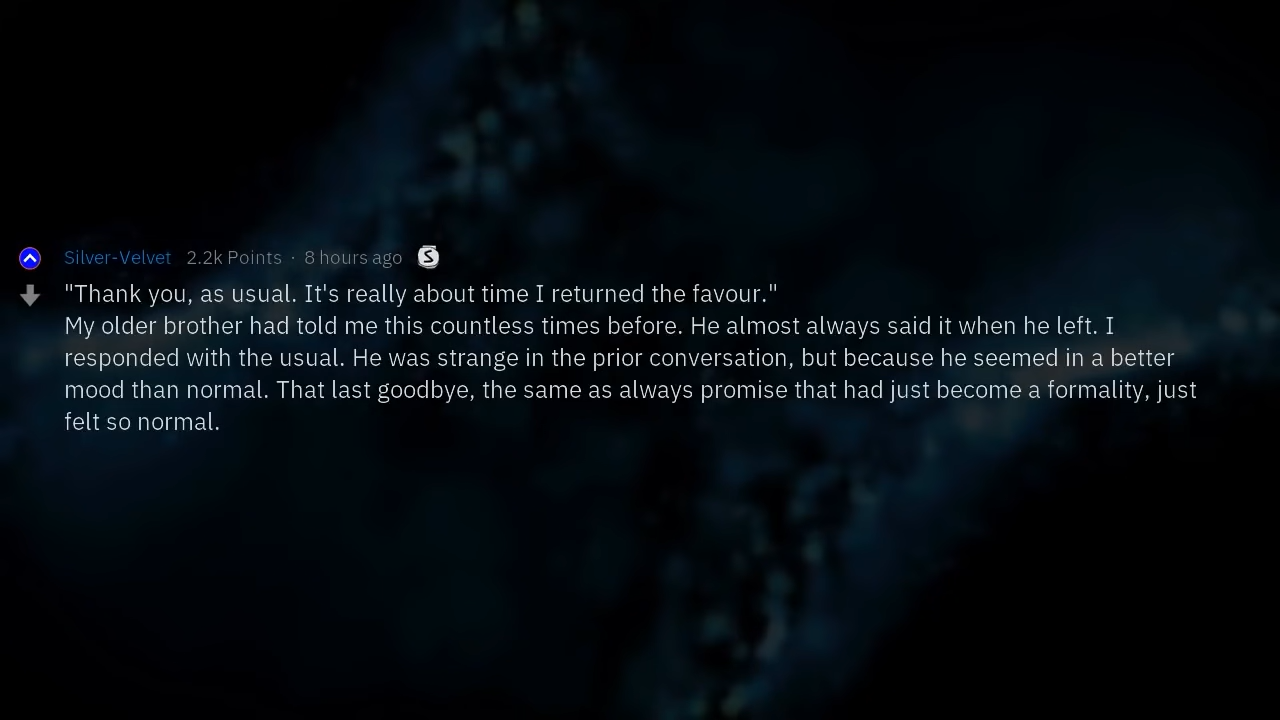 Silver-Velvet 2.2k Points · 8 hours ago S
"Thank you, as usual. It's really about time I returned the favour."
My older brother had told me this countless times before. He almost always said it when he left. I
responded with the usual. He was strange in the prior conversation, but because he seemed in a better
mood than normal. That last goodbye, the same as always promise that had just become a formality, just
felt so normal.